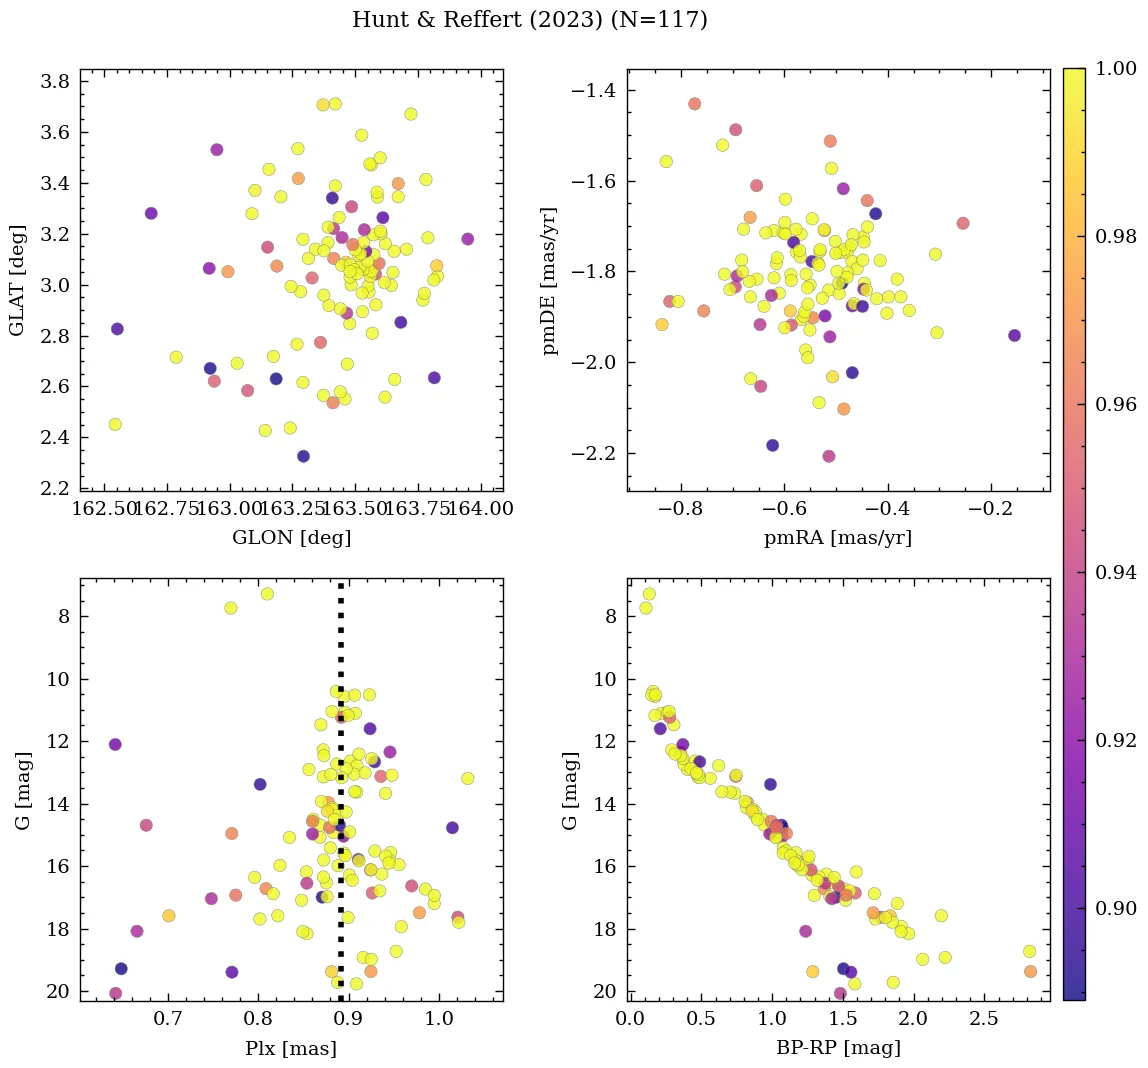 Hunt & Reffert (2023) (N=117)
3.8
3.6
3.4
3.2
3.0
2.8
2.6
2.4
2.2
GLAT [deg]
162.50 162.75 163.00 163.25 163.50 163.75 164.00
GLON [deg]
−1.4
−1.6
−1.8
−2.0
−2.2
pmDE [mas/yr]
−0.8 −0.6 −0.4 −0.2
pmRA [mas/yr]
8
10
12
14
16
18
20
G [mag]
0.7 0.8 0.9 1.0
Plx [mas]
8
10
12
14
16
18
20
G [mag]
0.0 0.5 1.0 1.5 2.0 2.5
BP-RP [mag]
1.00
0.98
0.96
0.94
0.92
0.90